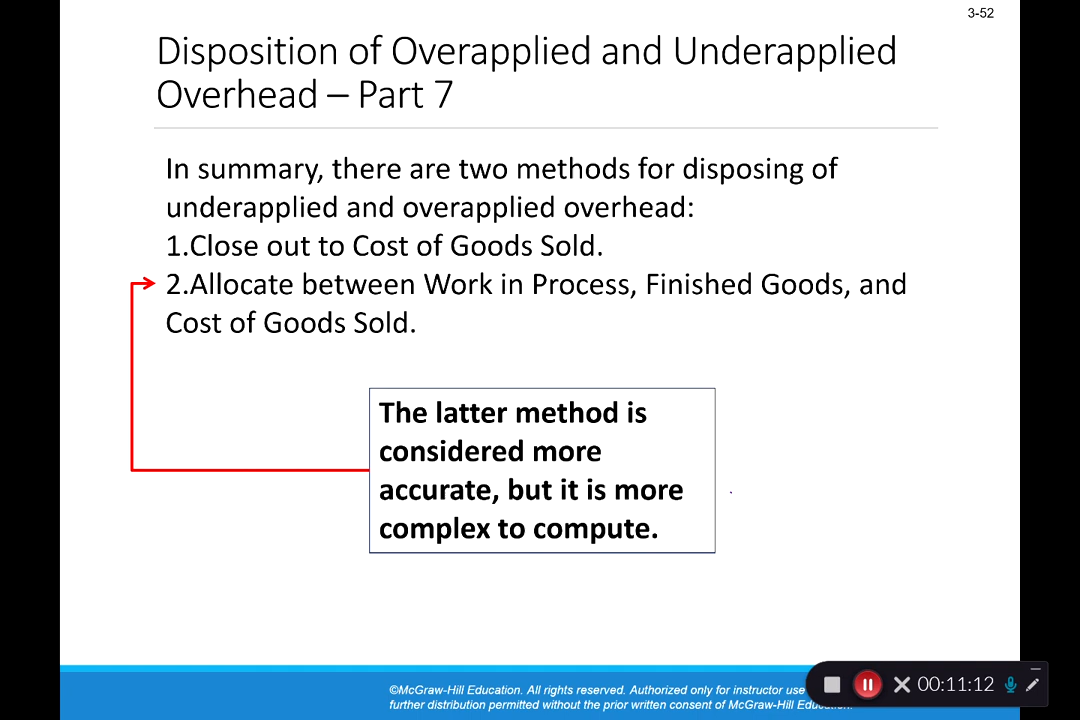 3-52
Disposition of Overapplied and Underapplied
Overhead – Part 7
In summary, there are two methods for disposing of
underapplied and overapplied overhead:
1.Close out to Cost of Goods Sold.
2.Allocate between Work in Process, Finished Goods, and
Cost of Goods Sold.
The latter method is
considered more
accurate, but it is more
complex to compute.
©McGraw-Hill Education. All rights reserved. Authorized only for instructor use
further distribution permitted without the prior written consent of McGraw-Hill Education.
00:11:12